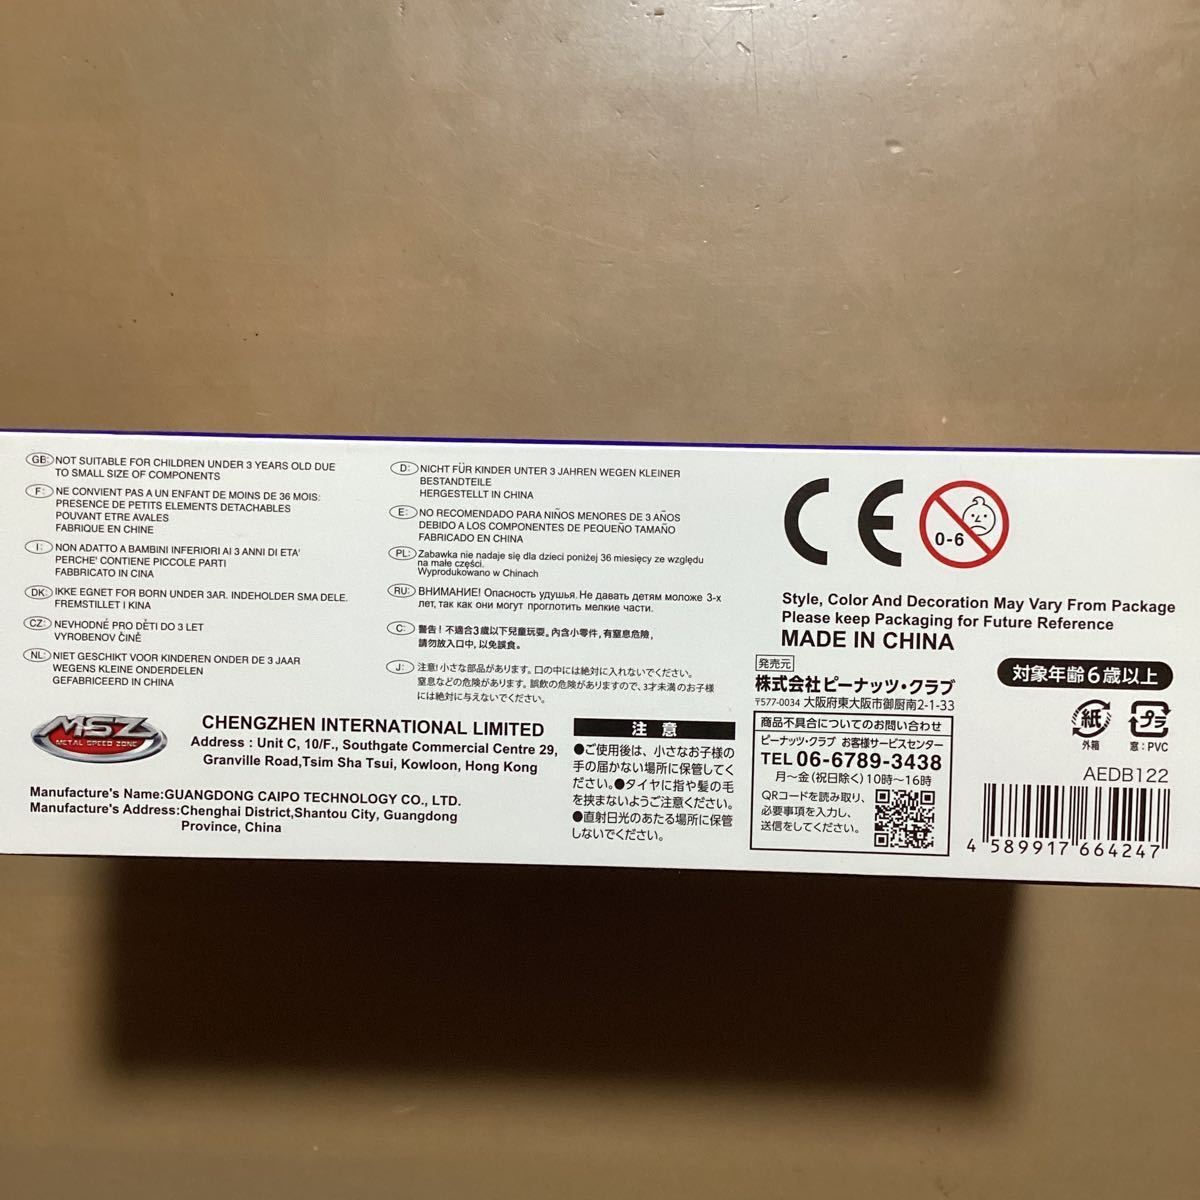 GB: NOT SUITABLE FOR CHILDREN UNDER 3 YEARS OLD DUE
TO SMALL SIZE OF COMPONENTS
F: NE CONVIENT PAS A UN ENFANT DE MOINS DE 36 MOIS:
PRESENCE DE PETITS ELEMENTS DETACHABLES
POUVANT ETRE AVALES
FABRIQUE EN CHINE
I: NON ADATTO A BAMBINI INFERIORI AI 3 ANNI DI ETA'
PERCHE' CONTIENE PICCOLE PARTI
FABBRICATO IN CINA
DK: IKKE EGNET FOR BORN UNDER 3AR. INDEHOLDER SMA DELE.
FREMSTILLET I KINA
CZ: NEVHODNÉ PRO DĚTI DO 3 LET
VYROBENOV ČINĚ
NL: NIET GESCHIKT VOOR KINDEREN ONDER DE 3 JAAR
WEGENS KLEINE ONDERDELEN
GEFABRICEERD IN CHINA
D: NICHT FÜR KINDER UNTER 3 JAHREN WEGEN KLEINER
BESTANDTEILE
HERGESTELLT IN CHINA
E: NO RECOMENDADO PARA NIÑOS MENORES DE 3 AÑOS
DEBIDO A LOS COMPONENTES DE PEQUEÑO TAMAÑO
FABRICADO EN CHINA
PL: Zabawka nie nadaje się dla dzieci poniżej 36 miesięcy ze względu
na małe części.
Wyprodukowano w Chinach
RU: ВНИМАНИЕ! Опасность удушья. Не давать детям моложе 3-х
лет, так как они могут проглотить мелкие части.
C: 警告！不適合3歲以下兒童玩耍。內含小零件，有窒息危險，
請勿放入口中，以免誤食。
J: 注意！小さな部品があります。口の中には絶対に入れないでください。
窒息などの危険があります。誤飲の危険がありますので、3才未満のお子様
には絶対に与えないでください。
MSZ
METAL SPEED ZONE
CHENGZHEN INTERNATIONAL LIMITED
Address : Unit C, 10/F., Southgate Commercial Centre 29,
Granville Road,Tsim Sha Tsui, Kowloon, Hong Kong
Manufacture's Name:GUANGDONG CAIPO TECHNOLOGY CO., LTD.
Manufacture's Address:Chenghai District,Shantou City, Guangdong
Province, China
注意
●ご使用後は、小さなお子様の
手の届かない場所に保管してく
ださい。●タイヤに指や髪の毛
を挟まないようご注意ください。
●直射日光のあたる場所に保管
しないでください。
CE
0-6
Style, Color And Decoration May Vary From Package
Please keep Packaging for Future Reference
MADE IN CHINA
発売元
株式会社ピーナッツ・クラブ
〒577-0034 大阪府東大阪市御厨南2-1-33
商品不具合についてのお問い合わせ
ピーナッツ・クラブ お客様サービスセンター
TEL 06-6789-3438
月～金(祝日除く)10時～16時
QRコードを読み取り、
必要事項を入力し、
送信をしてください。
対象年齢6歳以上
紙
外箱
プラ
窓：PVC
AEDB122
4 589917 664247